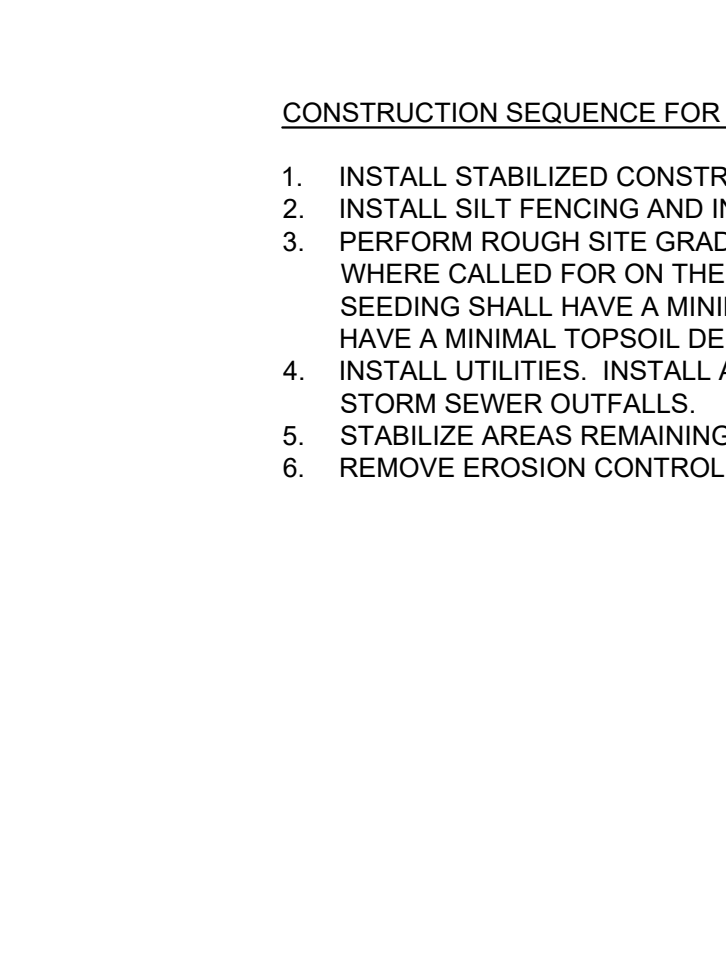 CONSTRUCTION SEQUENCE FOR
1. INSTALL STABILIZED CONSTR
2. INSTALL SILT FENCING AND IN
3. PERFORM ROUGH SITE GRAD
WHERE CALLED FOR ON THE
SEEDING SHALL HAVE A MINI
HAVE A MINIMAL TOPSOIL DE
4. INSTALL UTILITIES. INSTALL A
STORM SEWER OUTFALLS.
5. STABILIZE AREAS REMAINING
6. REMOVE EROSION CONTROL